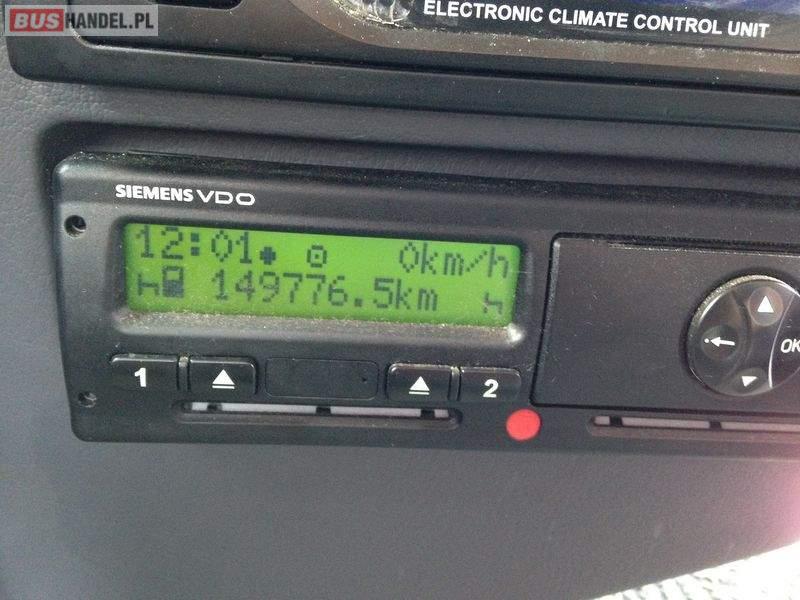 BUSHANDEL.PL
ELECTRONIC CLIMATE CONTROL UNIT
SIEMENS VDO
12:01 0km/h
149776.5km
1 2
OK